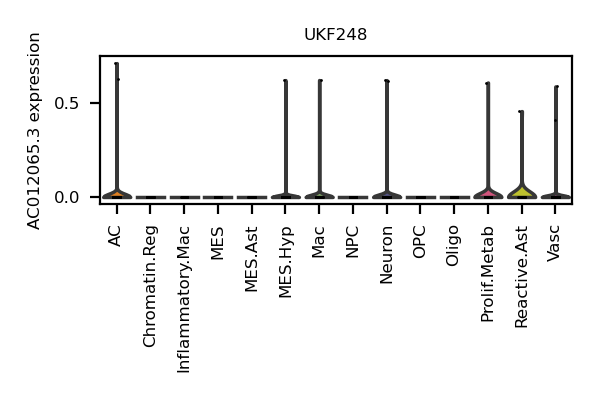 UKF248
AC012065.3 expression
0.5
0.0
AC
Chromatin.Reg
Inflammatory.Mac
MES
MES.Ast
MES.Hyp
Mac
NPC
Neuron
OPC
Oligo
Prolif.Metab
Reactive.Ast
Vasc